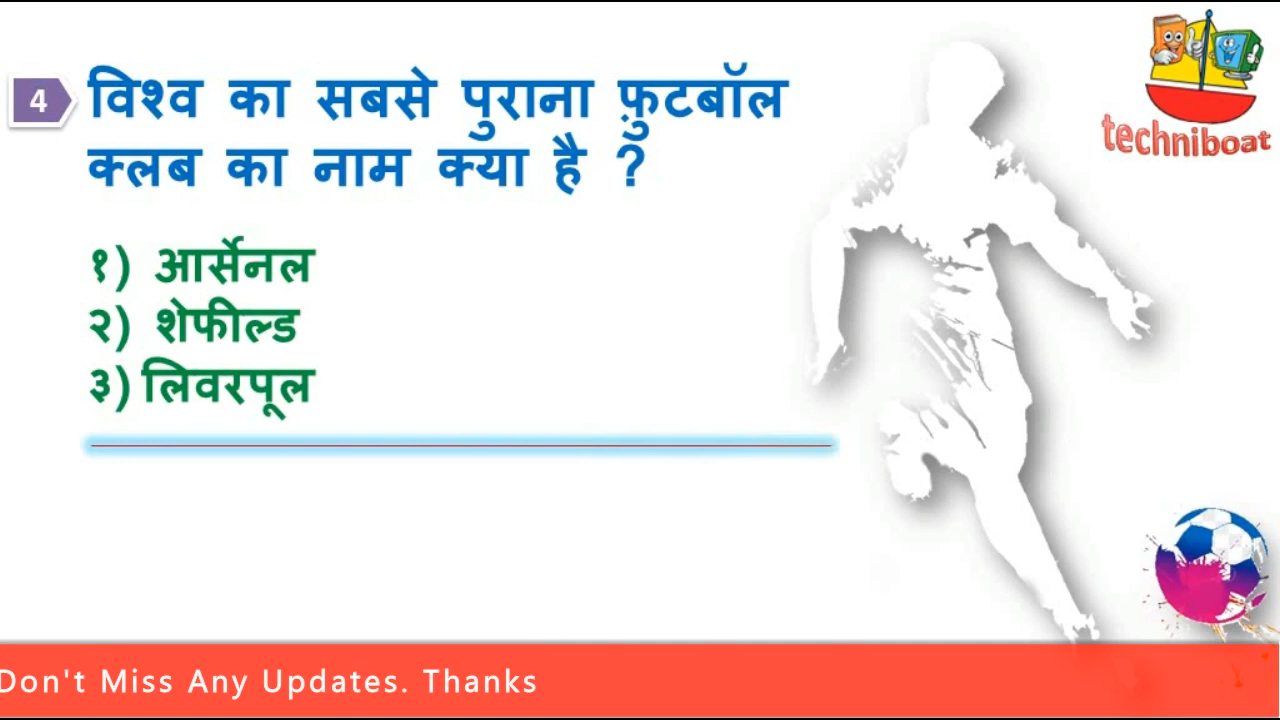 4
विश्व का सबसे पुराना फ़ुटबॉल
क्लब का नाम क्या है ?
१) आर्सेनल
२) शेफील्ड
३) लिवरपूल
techniboat
Don't Miss Any Updates. Thanks